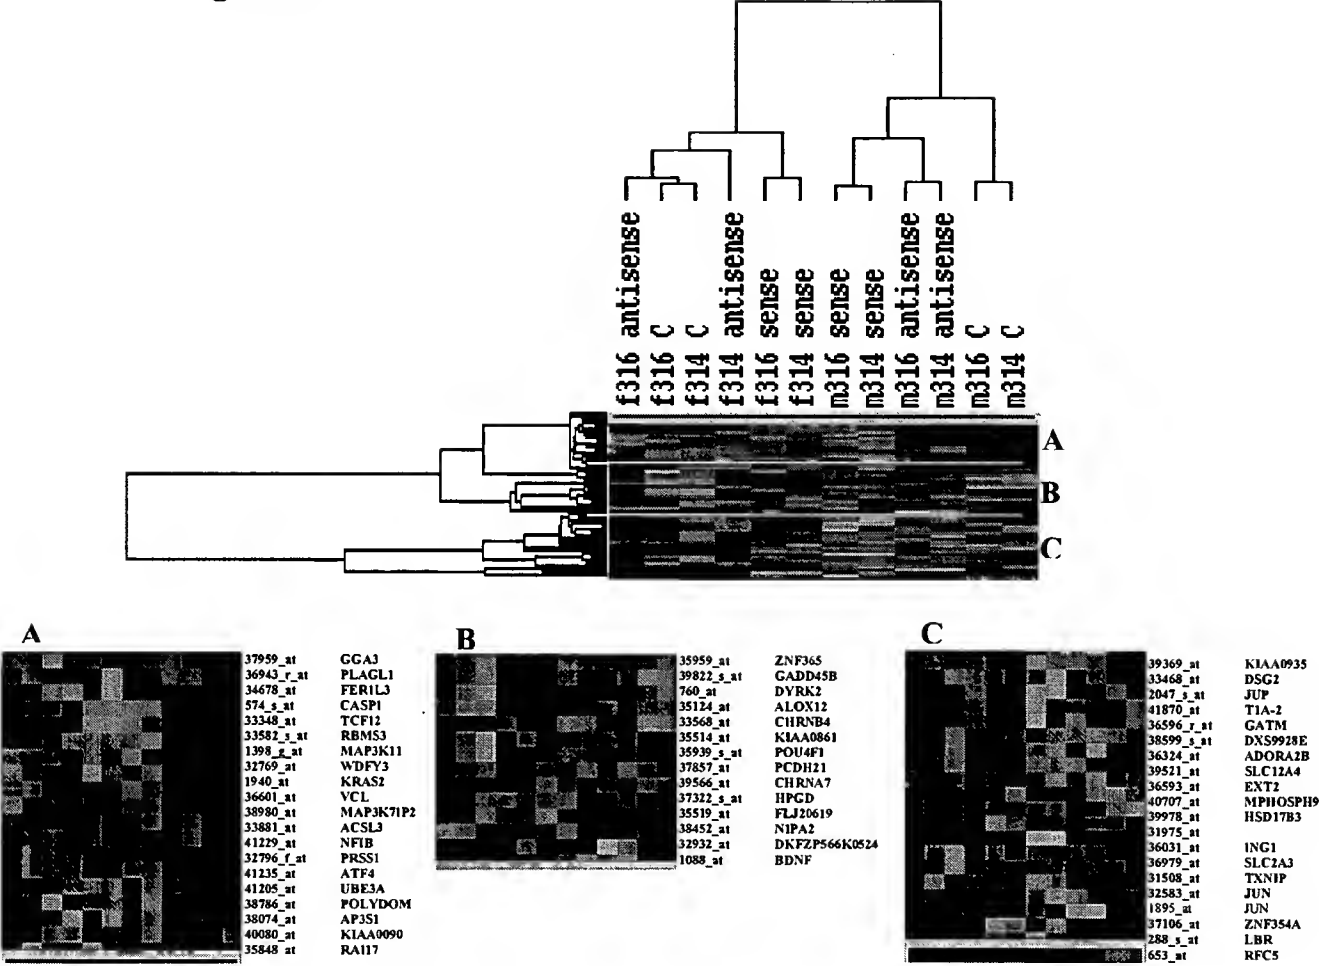 f316 antisense
f316 C
f314 C
f314 antisense
f316 sense
f314 sense
m316 sense
m314 sense
m316 antisense
m314 antisense
m316 C
m314 C
A
B
C
A
37959_at GGA3
36943_r_at PLAGL1
34678_at FER1L3
574_s_at CASP1
33348_at TCF12
33582_s_at RBMS3
1398_g_at MAP3K11
32769_at WDFY3
1940_at KRAS2
36601_at VCL
38980_at MAP3K7IP2
33881_at ACSL3
41229_at NFIB
32796_f_at PRSS1
41235_at ATF4
41205_at UBE3A
38786_at POLYDOM
38074_at AP3S1
40080_at KIAA0090
35848_at RAI17
B
35959_at ZNF365
39822_s_at GADD45B
760_at DYRK2
35124_at ALOX12
33568_at CHRNB4
35514_at KIAA0861
35939_s_at POU4F1
37857_at PCDH21
39566_at CHRNA7
37322_s_at HPGD
35519_at FLJ20619
38452_at NIPA2
32932_at DKFZP566K0524
1088_at BDNF
C
39369_at KIAA0935
33468_at DSG2
2047_s_at JUP
41870_at T1A-2
36596_r_at GATM
38599_s_at DXS9928E
36324_at ADORA2B
39521_at SLC12A4
36593_at EXT2
40707_at MPHOSPH9
39978_at HSD17B3
31975_at
36031_at ING1
36979_at SLC2A3
31508_at TXNIP
32583_at JUN
1895_at JUN
37106_at ZNF354A
288_s_at LBR
653_at RFC5